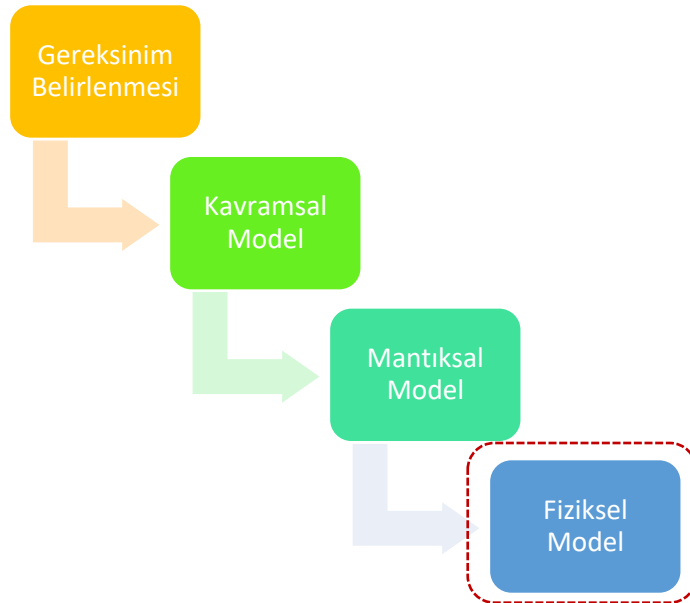 Gereksinim
Belirlenmesi
Kavramsal
Model
Mantıksal
Model
Fiziksel
Model